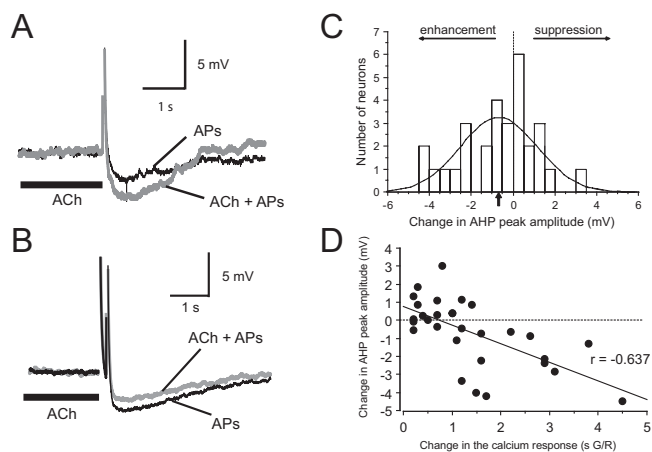 A
5 mV
1 s
APs
ACh
ACh + APs
B
5 mV
1 s
ACh + APs
ACh
APs
C
enhancement suppression
7
6
5
4
3
2
1
0
Number of neurons
-6 -4 -2 0 2 4 6
Change in AHP peak amplitude (mV)
D
4
3
2
1
0
-1
-2
-3
-4
-5
Change in AHP peak amplitude (mV)
r = -0.637
0 1 2 3 4 5
Change in the calcium response (s G/R)